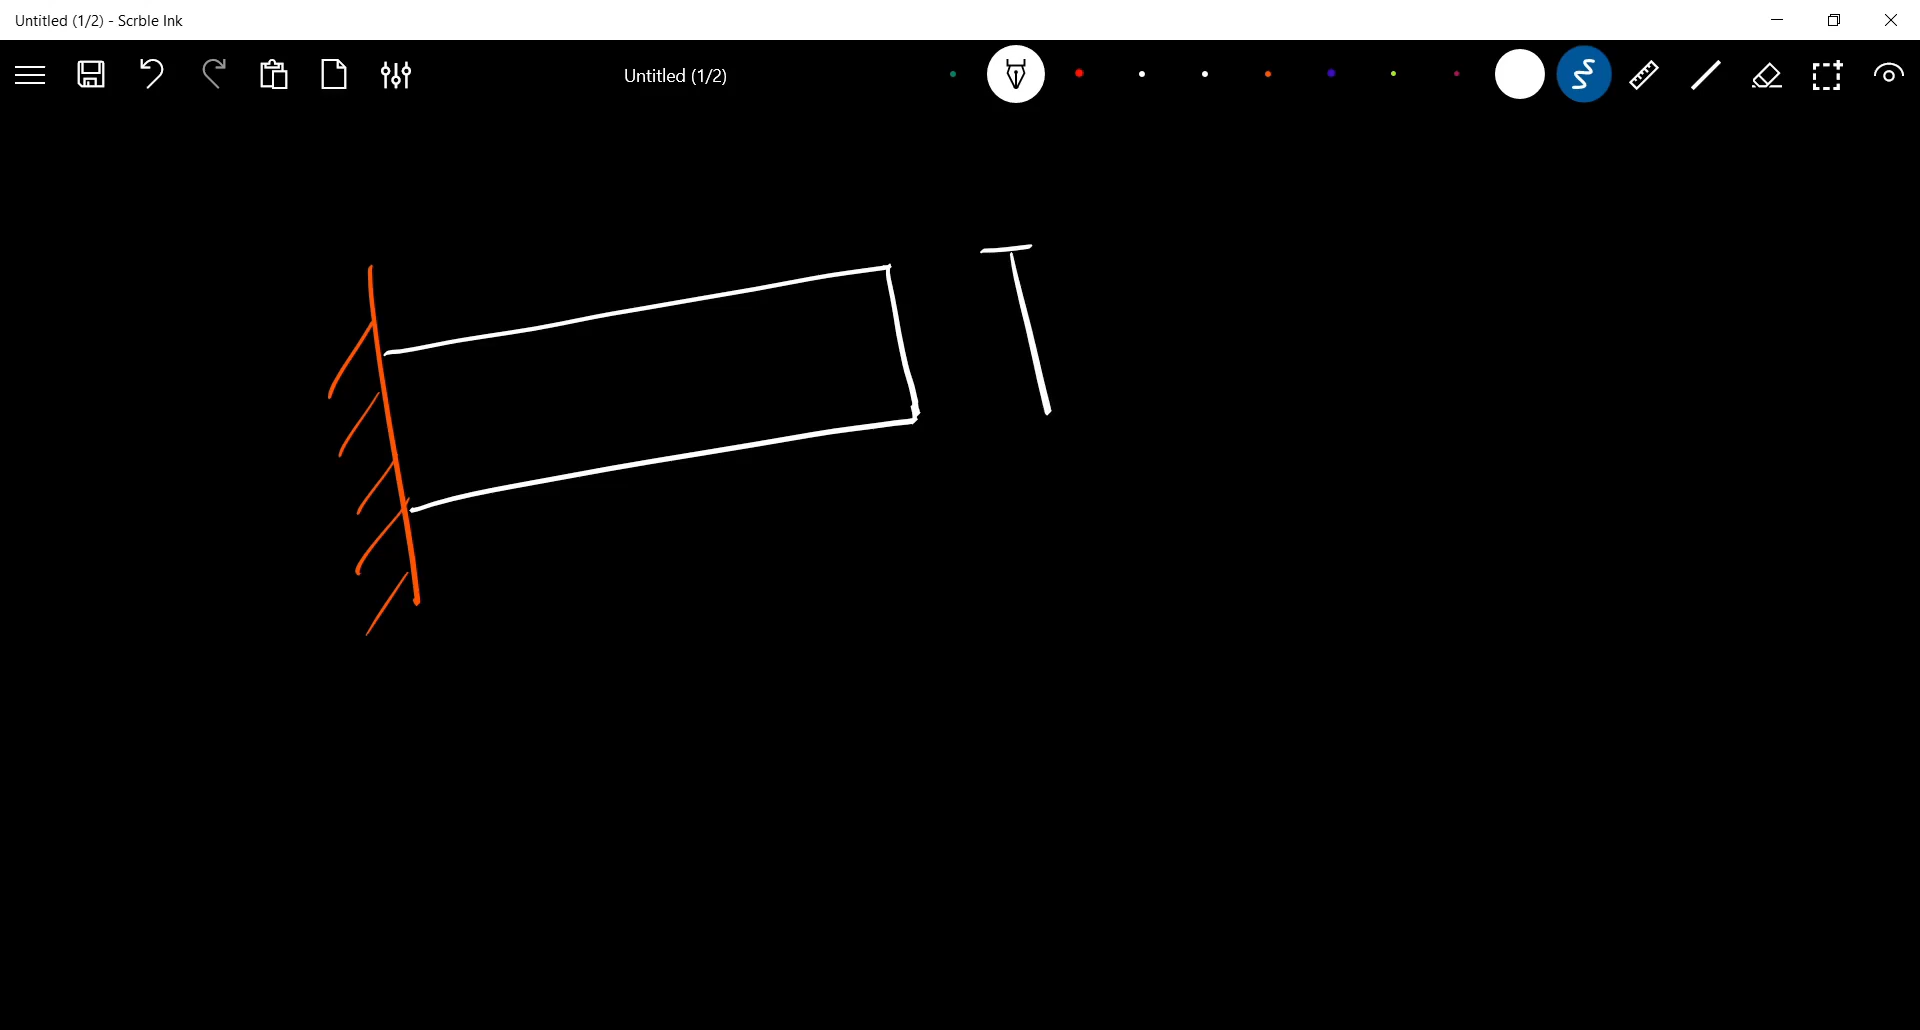 Untitled (1/2) - Scrble Ink
Untitled (1/2)